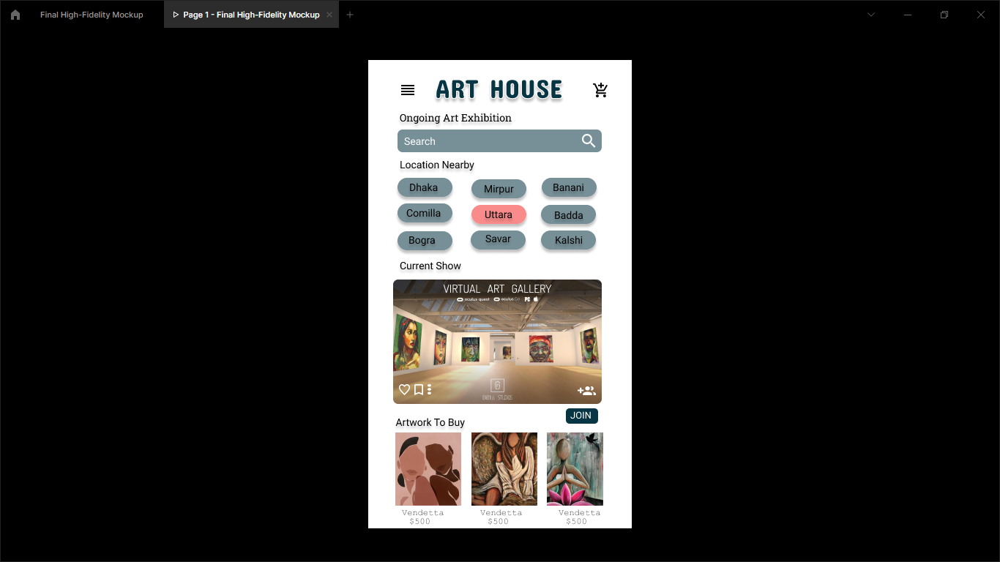 Final High-Fidelity Mockup
Page 1 - Final High-Fidelity Mockup
ART HOUSE
Ongoing Art Exhibition
Search
Location Nearby
Dhaka Mirpur Banani
Comilla Uttara Badda
Bogra Savar Kalshi
Current Show
VIRTUAL ART GALLERY
oculus quest oculus Go PC
STUDIOS
JOIN
Artwork To Buy
Vendetta Vendetta Vendetta
$500 $500 $500